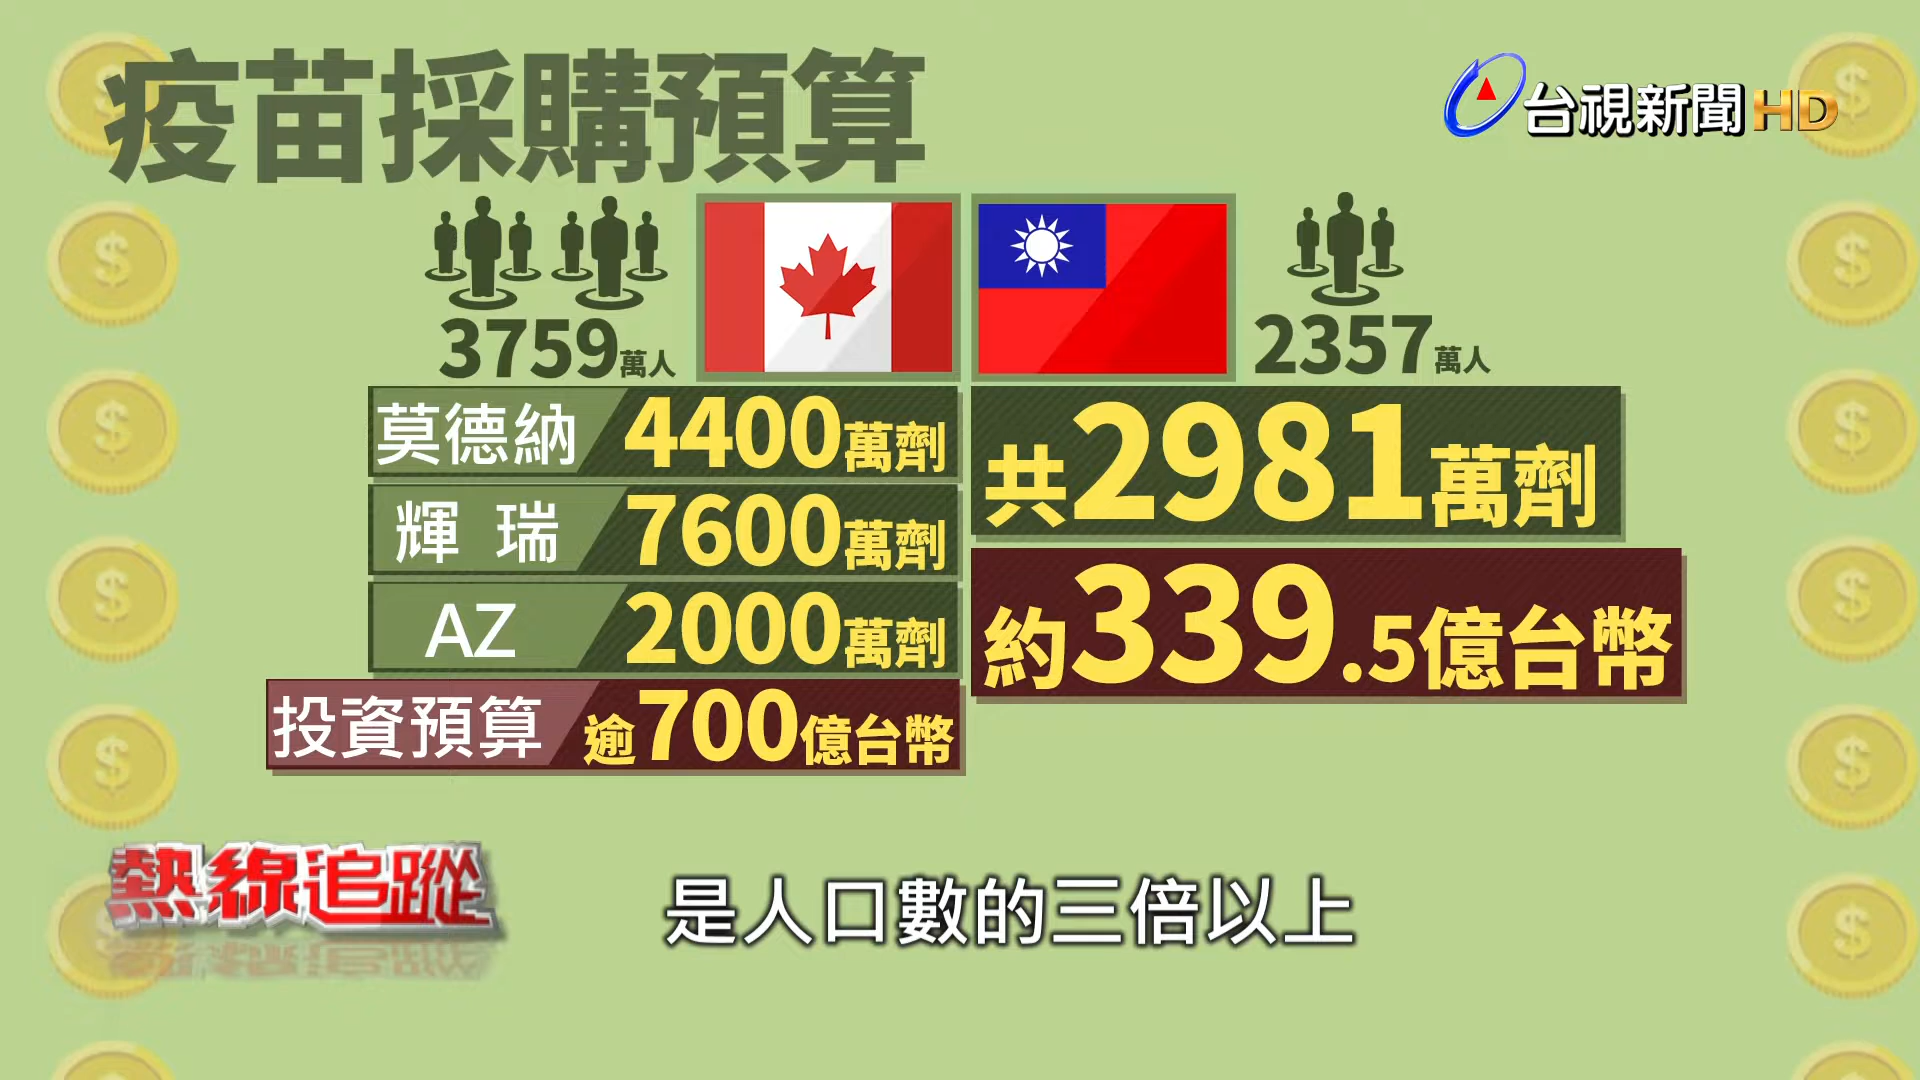 疫苗採購預算
台視新聞HD
3759萬人
2357萬人
莫德納 4400萬劑
輝瑞 7600萬劑
AZ 2000萬劑
投資預算 逾700億台幣
共2981萬劑
約339.5億台幣
熱線追蹤
是人口數的三倍以上